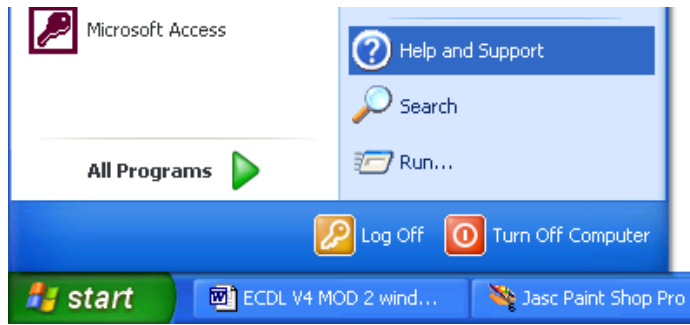 Microsoft Access
Help and Support
Search
All Programs
Run...
Log Off
Turn Off Computer
start
ECDL V4 MOD 2 wind...
Jasc Paint Shop Pro